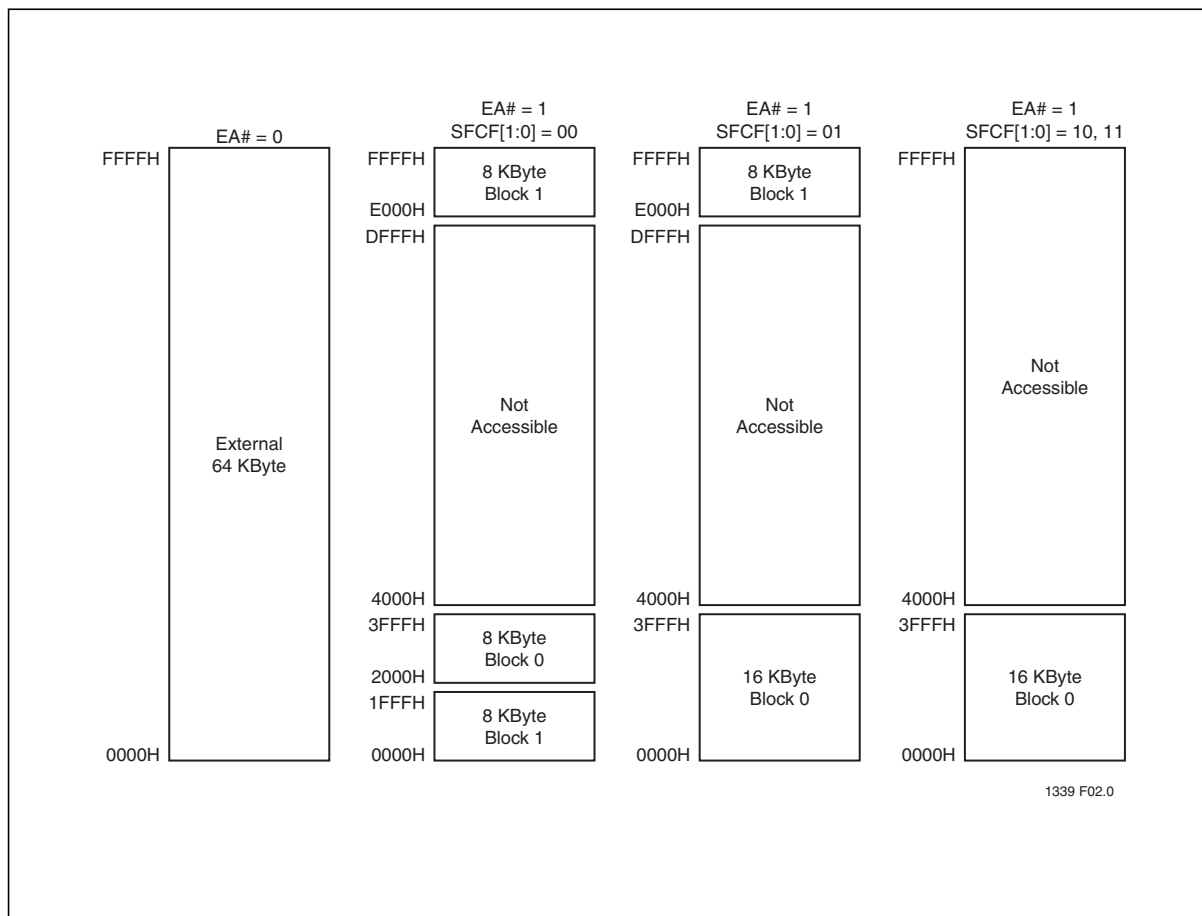 EA# = 0
FFFFH
External
64 KByte
0000H
EA# = 1
SFCF[1:0] = 00
FFFFH
8 KByte
Block 1
E000H
DFFFH
Not
Accessible
4000H
3FFFH
8 KByte
Block 0
2000H
1FFFH
8 KByte
Block 1
0000H
EA# = 1
SFCF[1:0] = 01
FFFFH
8 KByte
Block 1
E000H
DFFFH
Not
Accessible
4000H
3FFFH
16 KByte
Block 0
0000H
EA# = 1
SFCF[1:0] = 10, 11
FFFFH
Not
Accessible
4000H
3FFFH
16 KByte
Block 0
0000H
1339 F02.0